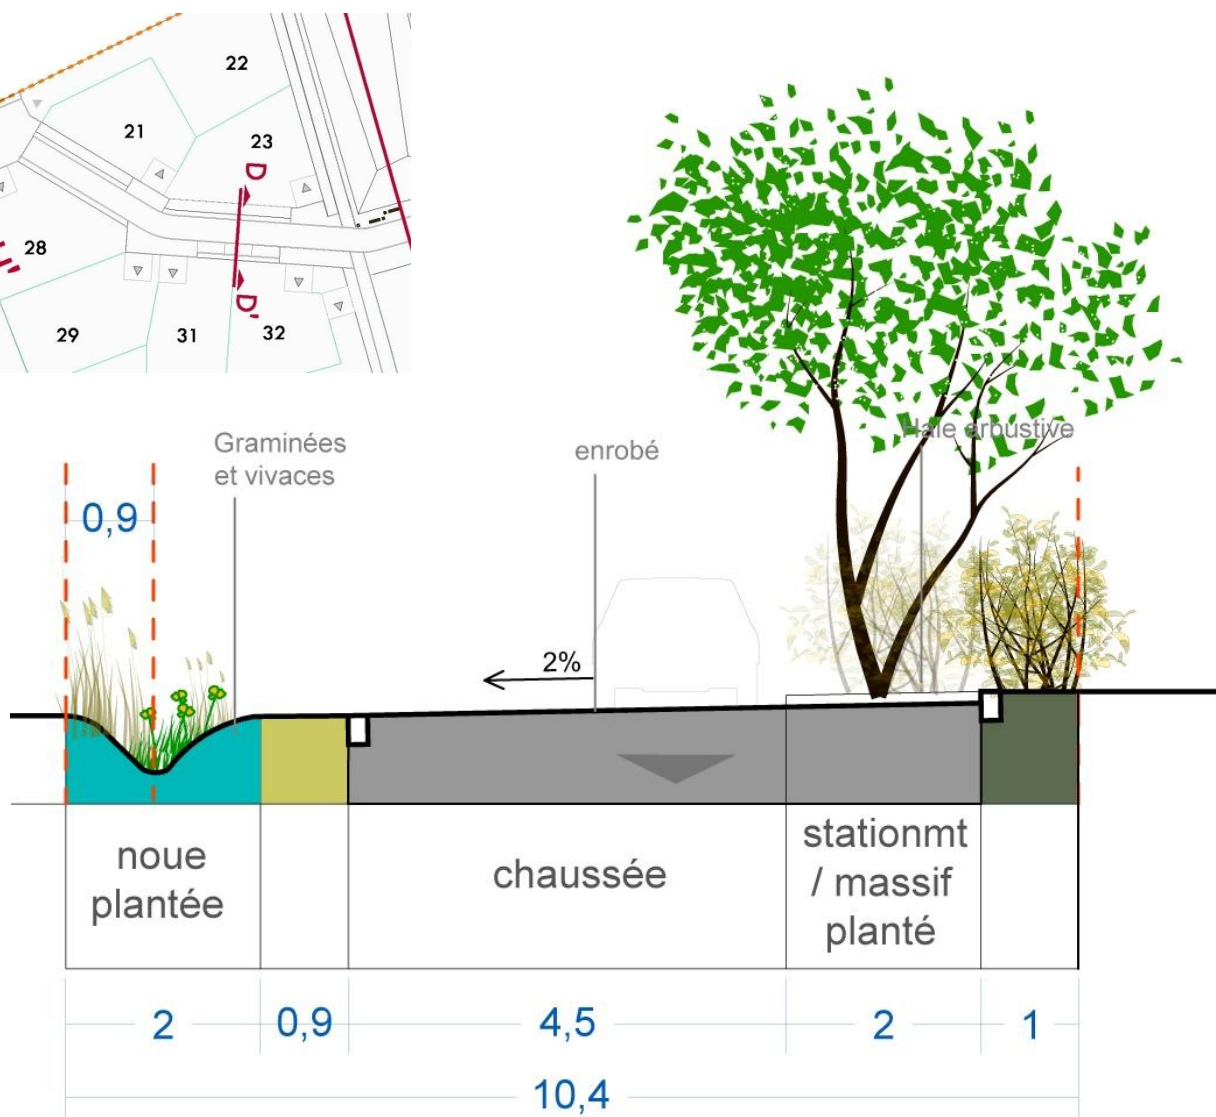 22
21
23
D
28
D'
29
31
32
Graminées
et vivaces
enrobé
Haie arbustive
0,9
2%
noue
plantée
chaussée
stationmt
/ massif
planté
2
0,9
4,5
2
1
10,4